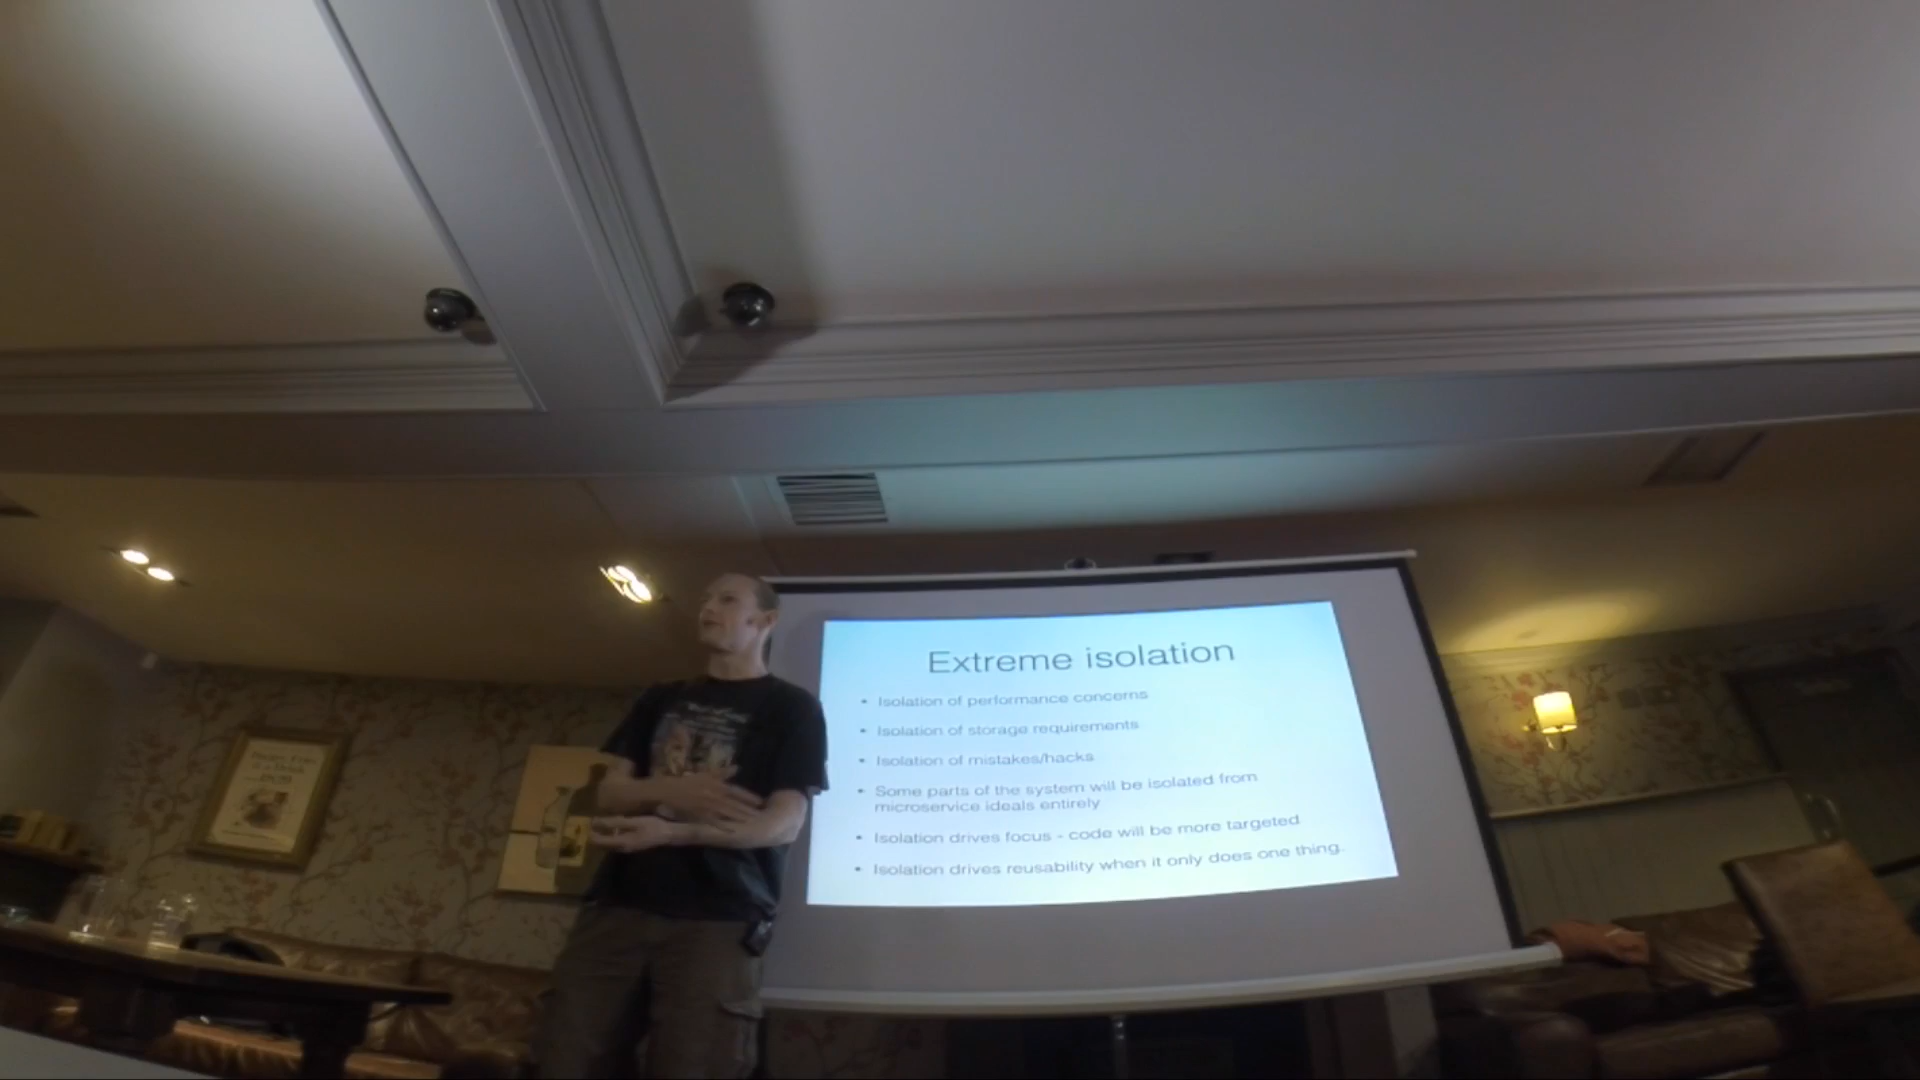 Extreme isolation
• Isolation of performance concerns
• Isolation of storage requirements
• Isolation of mistakes/hacks
• Some parts of the system will be isolated from
microservice ideals entirely
• Isolation drives focus - code will be more targeted
• Isolation drives reusability when it only does one thing.